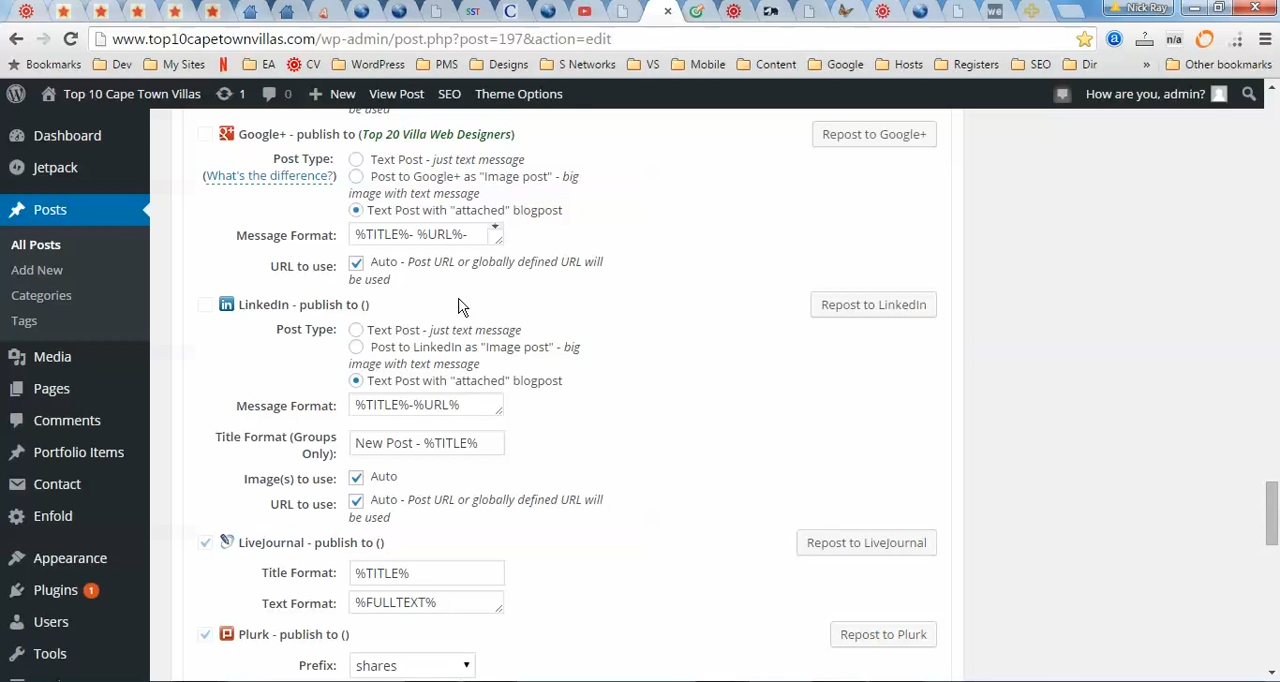 Nick Ray
SST
C
we
www.top10capetownvillas.com/wp-admin/post.php?post=197&action=edit
n/a
Bookmarks Dev My Sites EA CV WordPress PMS Designs S Networks VS Mobile Content Google Hosts Registers SEO Dir » Other bookmarks
Top 10 Cape Town Villas 1 0 New View Post SEO Theme Options How are you, admin?
be used
Dashboard
Jetpack
Posts
All Posts
Add New
Categories
Tags
Media
Pages
Comments
Portfolio Items
Contact
Enfold
Appearance
Plugins 1
Users
Tools
Google+ - publish to (Top 20 Villa Web Designers) Repost to Google+
Post Type: Text Post - just text message
(What's the difference?) Post to Google+ as "Image post" - big
image with text message
Text Post with "attached" blogpost
Message Format: %TITLE%- %URL%-
URL to use: Auto - Post URL or globally defined URL will
be used
in LinkedIn - publish to () Repost to LinkedIn
Post Type: Text Post - just text message
Post to LinkedIn as "Image post" - big
image with text message
Text Post with "attached" blogpost
Message Format: %TITLE%-%URL%
Title Format (Groups
Only): New Post - %TITLE%
Image(s) to use: Auto
URL to use: Auto - Post URL or globally defined URL will
be used
LiveJournal - publish to () Repost to LiveJournal
Title Format: %TITLE%
Text Format: %FULLTEXT%
Plurk - publish to () Repost to Plurk
Prefix: shares